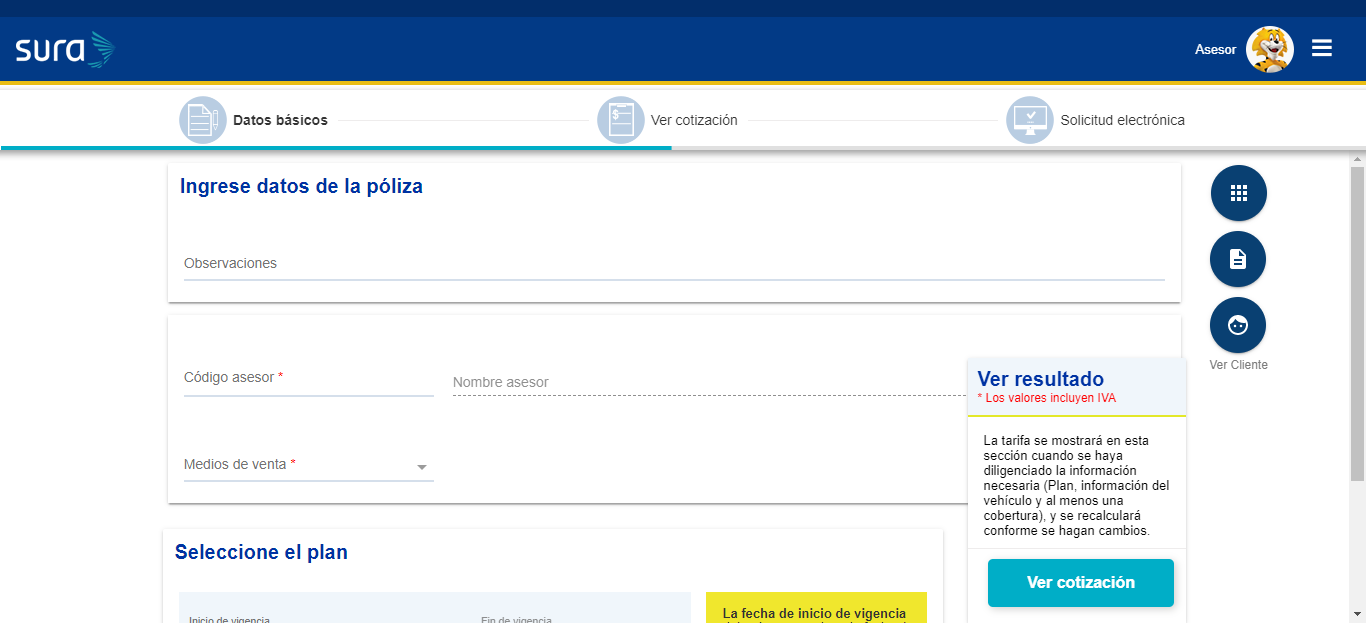 sura
Asesor
Datos básicos
Ver cotización
Solicitud electrónica
Ingrese datos de la póliza
Observaciones
Ver Cliente
Código asesor *
Nombre asesor
Medios de venta *
Ver resultado
* Los valores incluyen IVA
La tarifa se mostrará en esta
sección cuando se haya
diligenciado la información
necesaria (Plan, información del
vehículo y al menos una
cobertura), y se recalculará
conforme se hagan cambios.
Ver cotización
Seleccione el plan
Inicio de vigencia
Fin de vigencia
La fecha de inicio de vigencia